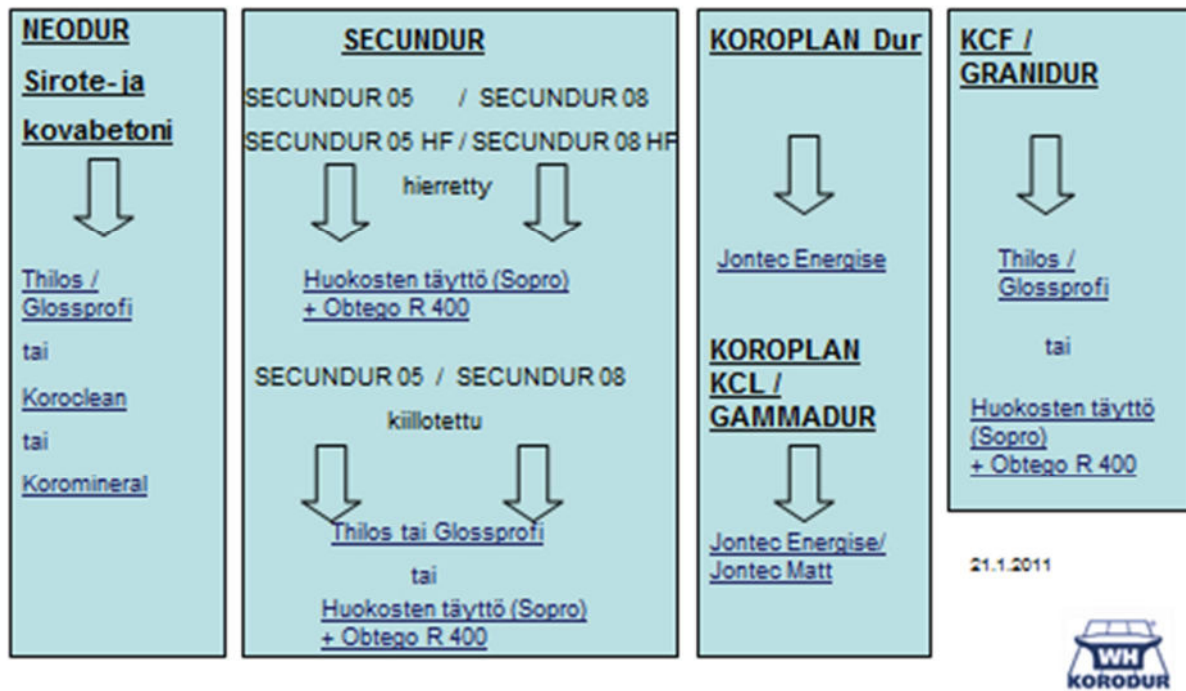 NEODUR
Sirote- ja
kovabetoni
Thilos /
Glossprofi
tai
Koroclean
tai
Koromineral
SECUNDUR
SECUNDUR 05 / SECUNDUR 08
SECUNDUR 05 HF / SECUNDUR 08 HF
hierretty
Huokosten täyttö (Sopro)
+ Obtego R 400
SECUNDUR 05 / SECUNDUR 08
kiillotettu
Thilos tai Glossprofi
tai
Huokosten täyttö (Sopro)
+ Obtego R 400
KOROPLAN Dur
Jontec Energise
KOROPLAN
KCL /
GAMMADUR
Jontec Energise/
Jontec Matt
KCF /
GRANIDUR
Thilos /
Glossprofi
tai
Huokosten täyttö
(Sopro)
+ Obtego R 400
21.1.2011
WH
KORODUR